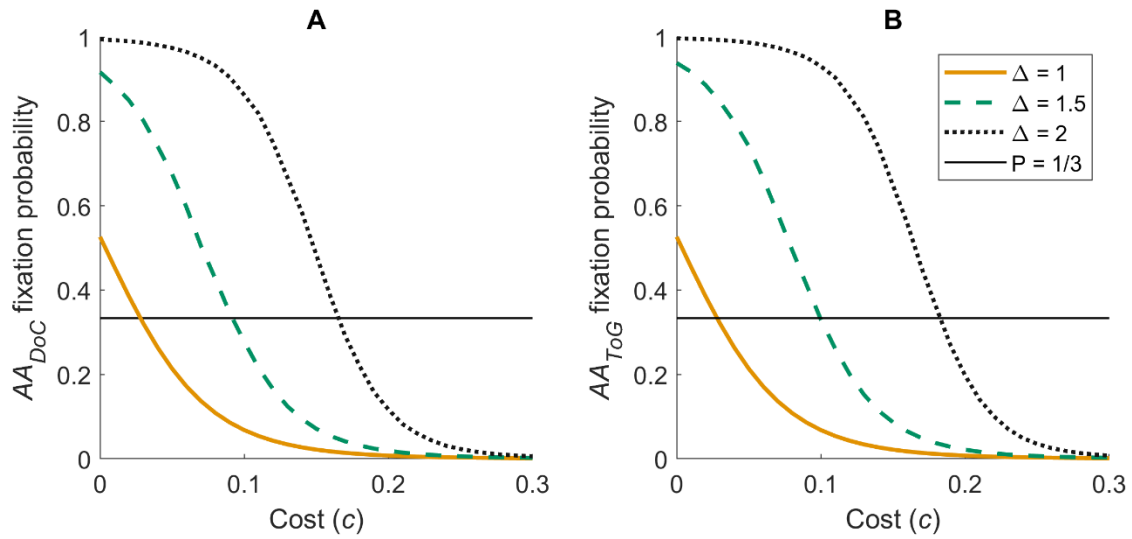 A
AA_DoC fixation probability
1
0.8
0.6
0.4
0.2
0
0
0.1
0.2
0.3
Cost (c)
B
AA_ToG fixation probability
1
0.8
0.6
0.4
0.2
0
0
0.1
0.2
0.3
Cost (c)
Δ = 1
Δ = 1.5
Δ = 2
P = 1/3